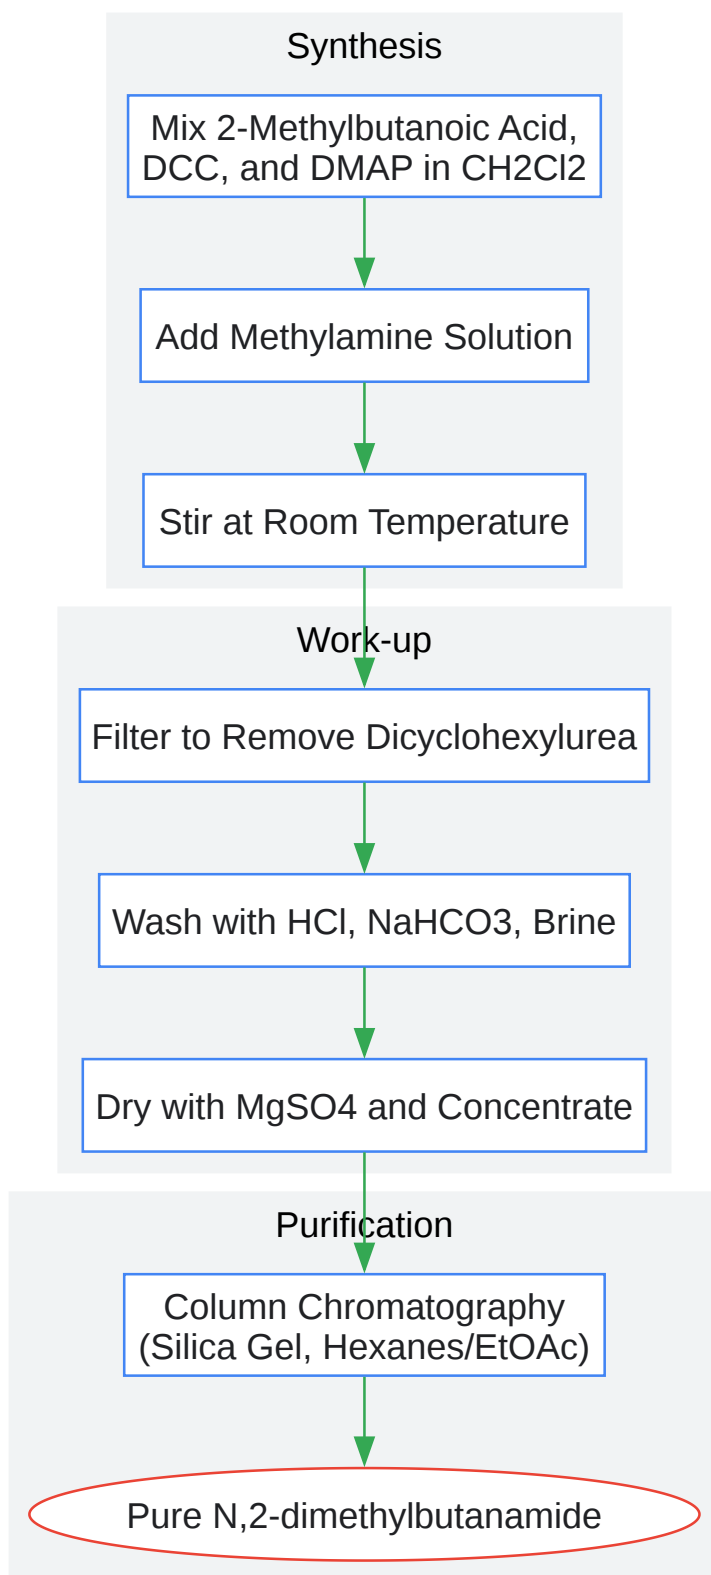 Synthesis
Mix 2-Methylbutanoic Acid,
DCC, and DMAP in CH2Cl2
Add Methylamine Solution
Stir at Room Temperature
Work-up
Filter to Remove Dicyclohexylurea
Wash with HCl, NaHCO3, Brine
Dry with MgSO4 and Concentrate
Purification
Column Chromatography
(Silica Gel, Hexanes/EtOAc)
Pure N,2-dimethylbutanamide